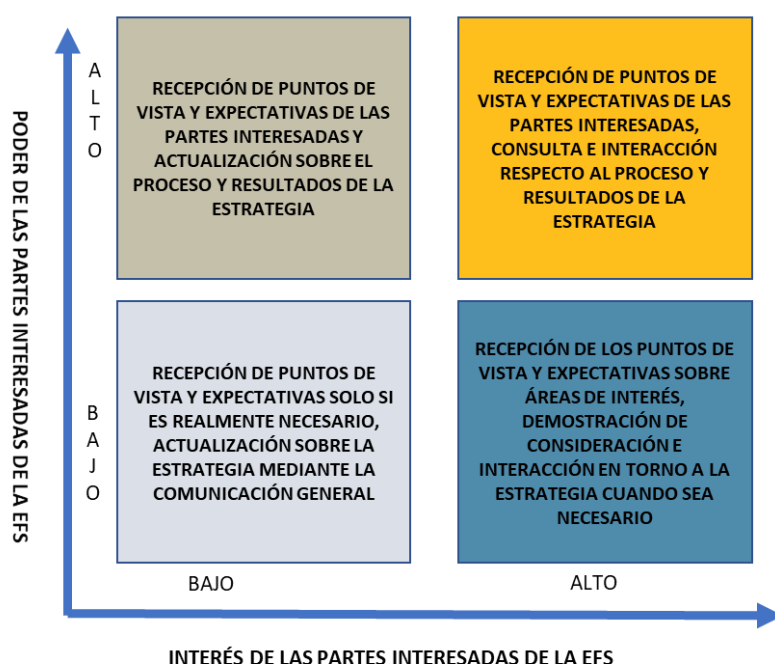 PODER DE LAS PARTES INTERESADAS DE LA EFS
A
L
T
O
RECEPCIÓN DE PUNTOS DE
VISTA Y EXPECTATIVAS DE LAS
PARTES INTERESADAS Y
ACTUALIZACIÓN SOBRE EL
PROCESO Y RESULTADOS DE LA
ESTRATEGIA
RECEPCIÓN DE PUNTOS DE
VISTA Y EXPECTATIVAS DE LAS
PARTES INTERESADAS,
CONSULTA E INTERACCIÓN
RESPECTO AL PROCESO Y
RESULTADOS DE LA
ESTRATEGIA
B
A
J
O
RECEPCIÓN DE PUNTOS DE
VISTA Y EXPECTATIVAS SOLO SI
ES REALMENTE NECESARIO,
ACTUALIZACIÓN SOBRE LA
ESTRATEGIA MEDIANTE LA
COMUNICACIÓN GENERAL
RECEPCIÓN DE LOS PUNTOS DE
VISTA Y EXPECTATIVAS SOBRE
ÁREAS DE INTERÉS,
DEMOSTRACIÓN DE
CONSIDERACIÓN E
INTERACCIÓN EN TORNO A LA
ESTRATEGIA CUANDO SEA
NECESARIO
BAJO
ALTO
INTERÉS DE LAS PARTES INTERESADAS DE LA EFS